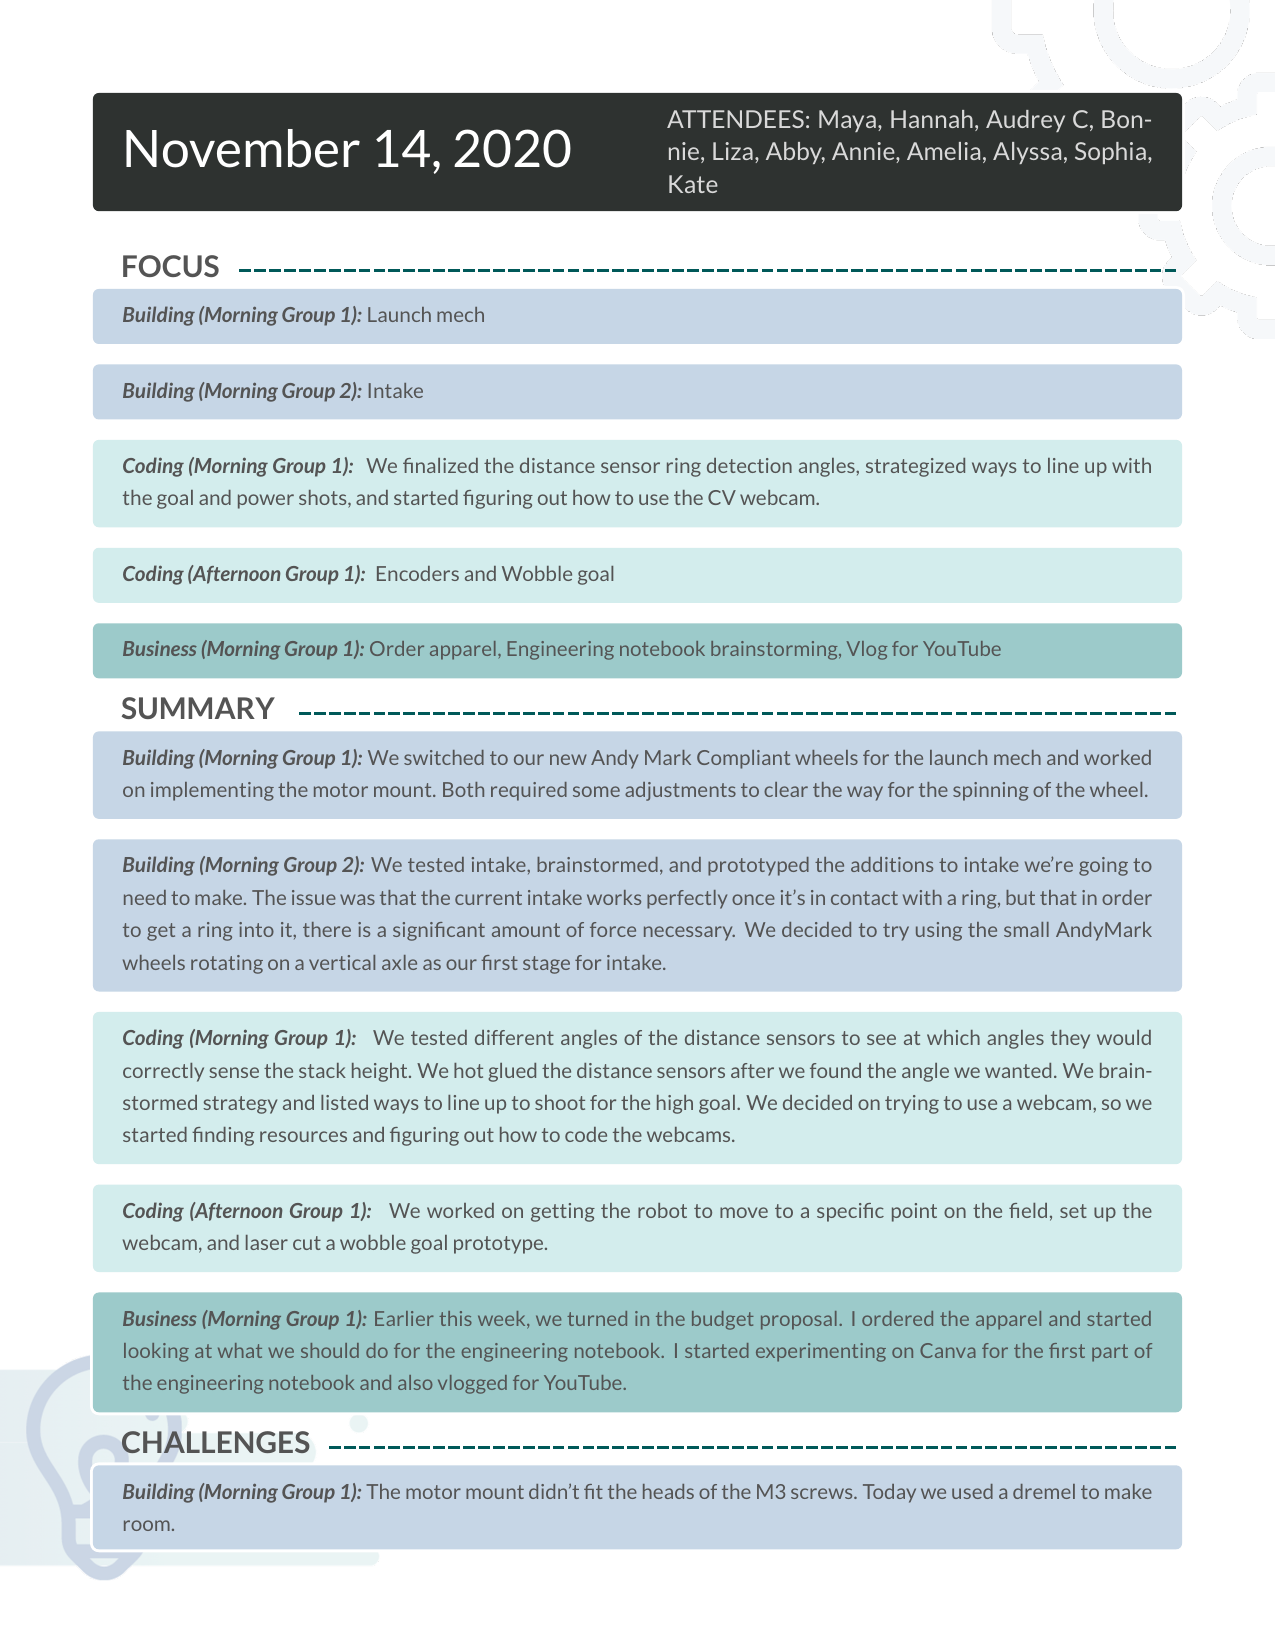 November 14, 2020
ATTENDEES: Maya, Hannah, Audrey C, Bon-
nie, Liza, Abby, Annie, Amelia, Alyssa, Sophia,
Kate
FOCUS
Building (Morning Group 1): Launch mech
Building (Morning Group 2): Intake
Coding (Morning Group 1): We finalized the distance sensor ring detection angles, strategized ways to line up with
the goal and power shots, and started figuring out how to use the CV webcam.
Coding (Afternoon Group 1): Encoders and Wobble goal
Business (Morning Group 1): Order apparel, Engineering notebook brainstorming, Vlog for YouTube
SUMMARY
Building (Morning Group 1): We switched to our new Andy Mark Compliant wheels for the launch mech and worked
on implementing the motor mount. Both required some adjustments to clear the way for the spinning of the wheel.
Building (Morning Group 2): We tested intake, brainstormed, and prototyped the additions to intake we're going to
need to make. The issue was that the current intake works perfectly once it's in contact with a ring, but that in order
to get a ring into it, there is a significant amount of force necessary. We decided to try using the small AndyMark
wheels rotating on a vertical axle as our first stage for intake.
Coding (Morning Group 1): We tested different angles of the distance sensors to see at which angles they would
correctly sense the stack height. We hot glued the distance sensors after we found the angle we wanted. We brain-
stormed strategy and listed ways to line up to shoot for the high goal. We decided on trying to use a webcam, so we
started finding resources and figuring out how to code the webcams.
Coding (Afternoon Group 1): We worked on getting the robot to move to a specific point on the field, set up the
webcam, and laser cut a wobble goal prototype.
Business (Morning Group 1): Earlier this week, we turned in the budget proposal. I ordered the apparel and started
looking at what we should do for the engineering notebook. I started experimenting on Canva for the first part of
the engineering notebook and also vlogged for YouTube.
CHALLENGES
Building (Morning Group 1): The motor mount didn't fit the heads of the M3 screws. Today we used a dremel to make
room.